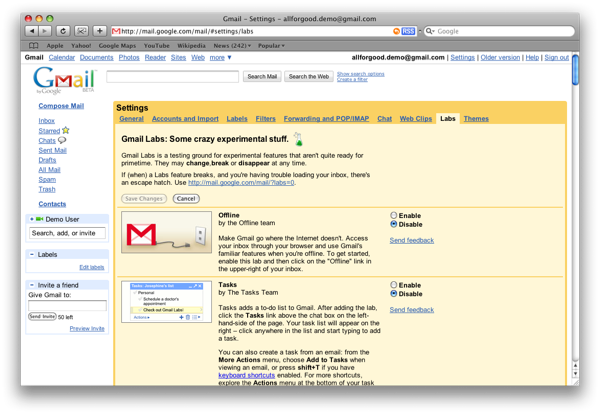 Gmail - Settings - allforgood.demo@gmail.com
http://mail.google.com/mail/#settings/labs
RSS
Google
Apple Yahoo! Google Maps YouTube Wikipedia News (242) Popular
Gmail Calendar Documents Photos Reader Sites Web more ▼
allforgood.demo@gmail.com | Settings | Older version | Help | Sign out
Gmail
by Google BETA
Search Mail
Search the Web
Show search options
Create a filter
Compose Mail
Inbox
Starred
Chats
Sent Mail
Drafts
All Mail
Spam
Trash
Contacts
Demo User
Search, add, or invite
Labels
Edit labels
Invite a friend
Give Gmail to:
Send Invite 50 left
Preview Invite
Settings
General Accounts and Import Labels Filters Forwarding and POP/IMAP Chat Web Clips Labs Themes
Gmail Labs: Some crazy experimental stuff.
Gmail Labs is a testing ground for experimental features that aren't quite ready for
primetime. They may change,break or disappear at any time.
If (when) a Labs feature breaks, and you're having trouble loading your inbox, there's
an escape hatch. Use http://mail.google.com/mail/?labs=0.
Save Changes
Cancel
Offline
by the Offline team
Make Gmail go where the Internet doesn't. Access
your inbox through your browser and use Gmail's
familiar features when you're offline. To get started,
enable this lab and then click on the "Offline" link in
the upper-right of your inbox.
Enable
Disable
Send feedback
Tasks: Josephine's list
Personal
Schedule a doctor's
appointment
Check out Gmail Labs!
Actions
Tasks
by The Tasks Team
Tasks adds a to-do list to Gmail. After adding the lab,
click the Tasks link above the chat box on the left-
hand-side of the page. Your task list will appear on the
right – click anywhere in the list and start typing to add
a task.
You can also create a task from an email: from the
More Actions menu, choose Add to Tasks when
viewing an email, or press shift+T if you have
keyboard shortcuts enabled. For more shortcuts,
explore the Actions menu at the bottom of your task
Enable
Disable
Send feedback